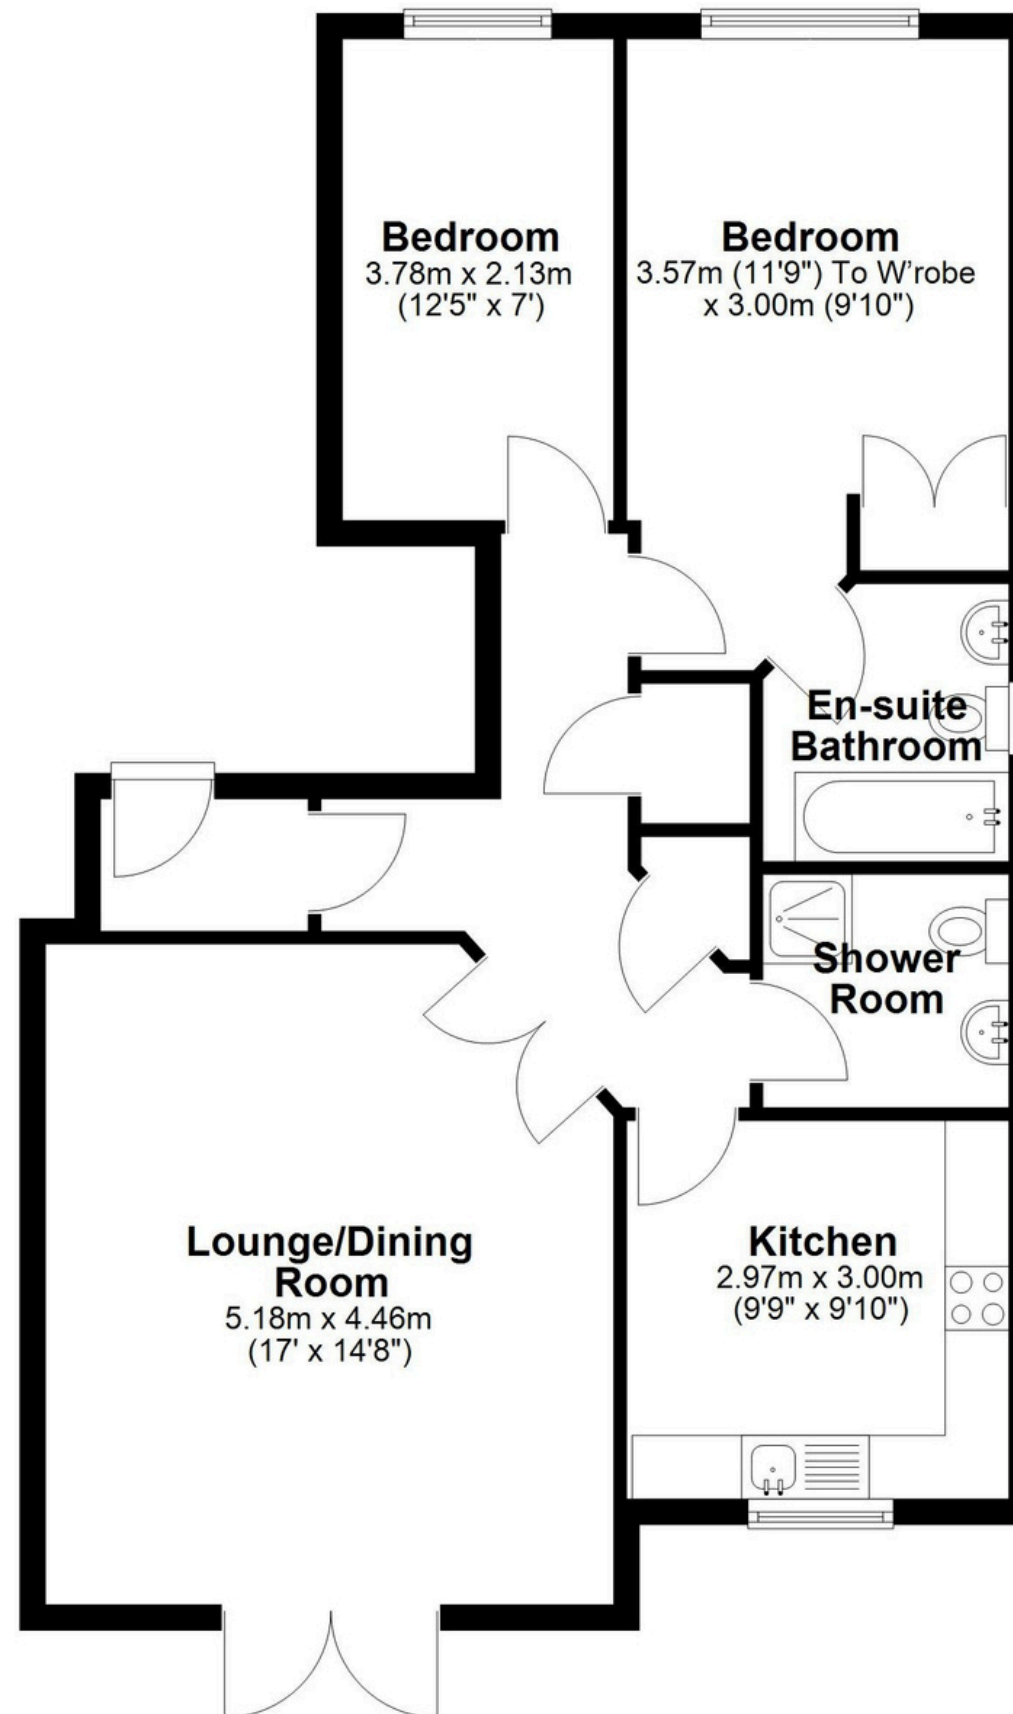 Bedroom
3.78m x 2.13m
(12'5" x 7')
Bedroom
3.57m (11'9") To W'robe
x 3.00m (9'10")
En-suite
Bathroom
Shower
Room
Lounge/Dining
Room
5.18m x 4.46m
(17' x 14'8")
Kitchen
2.97m x 3.00m
(9'9" x 9'10")